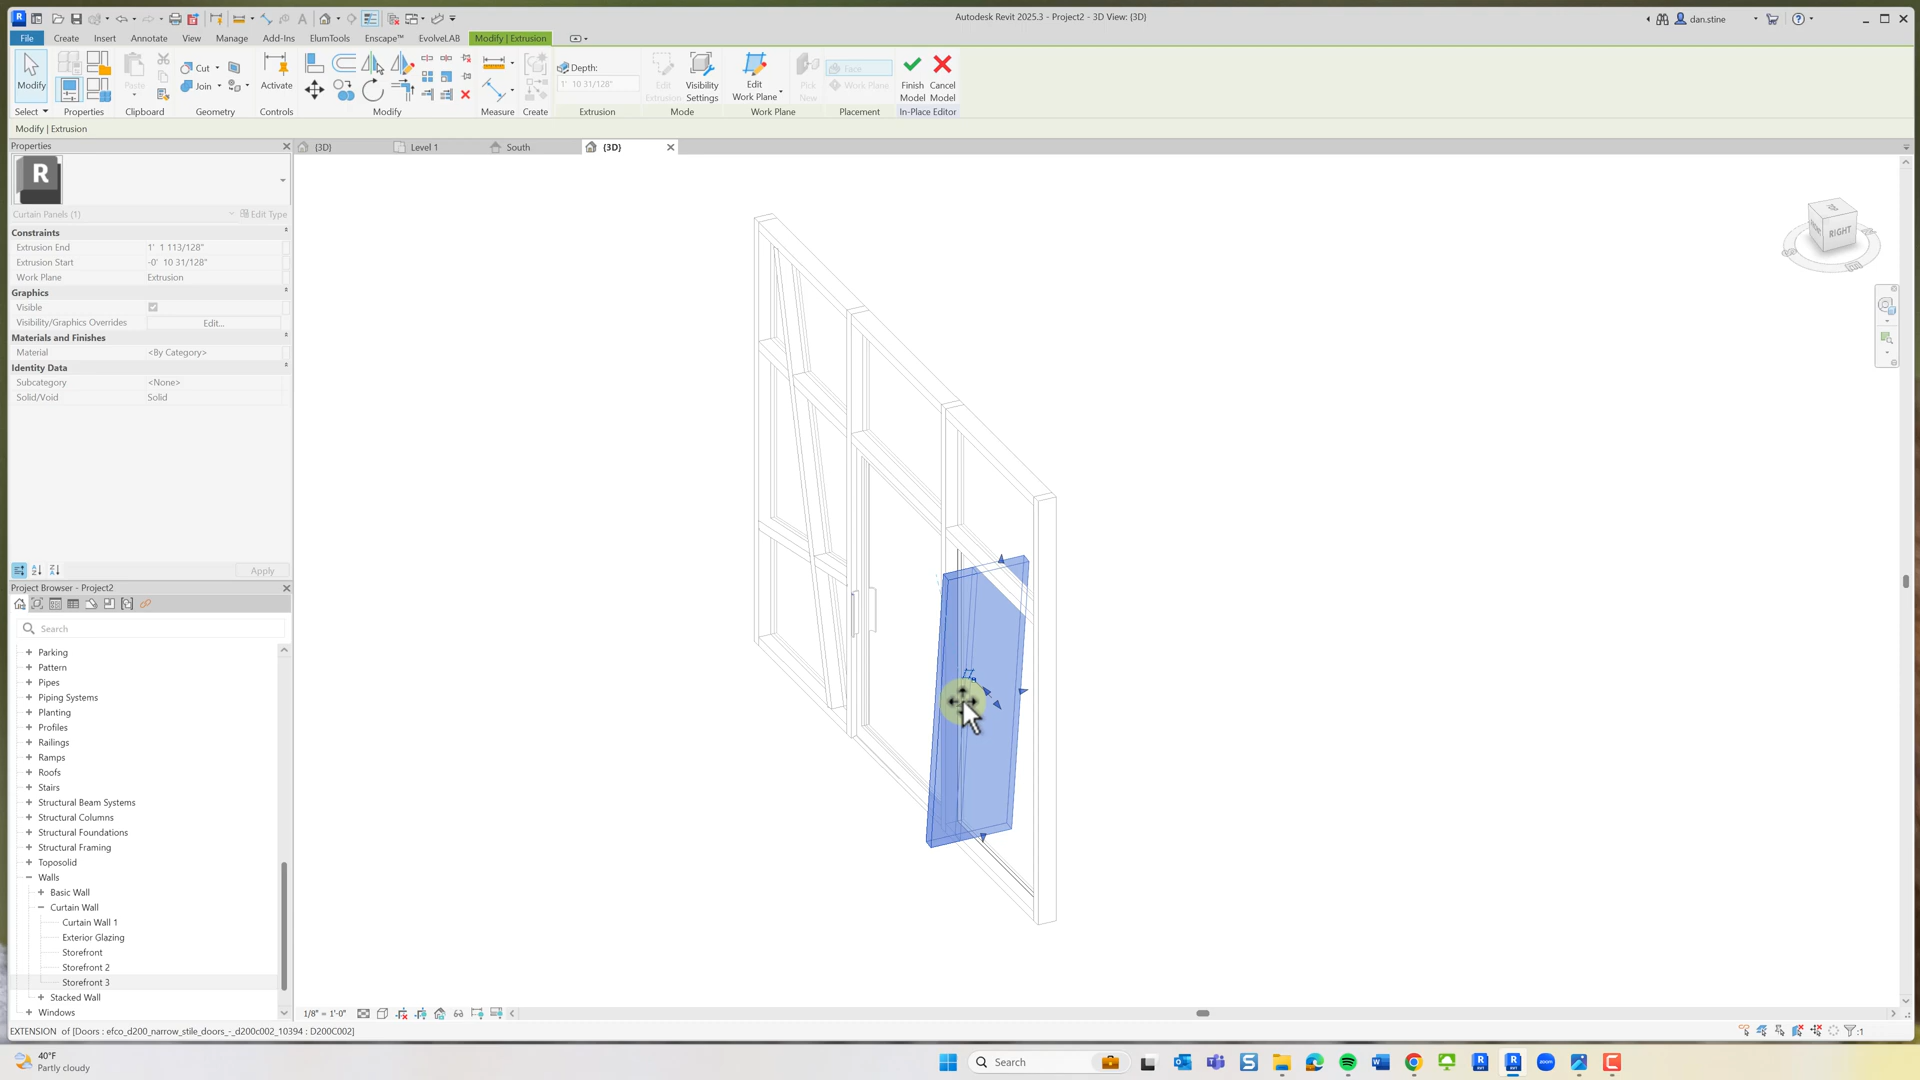 Autodesk Revit 2025.3 - Project2 - 3D View: {3D}
dan.stine
File Create Insert Annotate View Manage Add-Ins ElumTools Enscape™ EvolveLAB Modify | Extrusion
Modify
Paste
Cut
Join
Activate
Depth:
1' 10 31/128"
Edit Extrusion
Visibility Settings
Edit Work Plane
Pick New
Face
Work Plane
Finish Model
Cancel Model
Select Properties Clipboard Geometry Controls Modify Measure Create Extrusion Mode Work Plane Placement In-Place Editor
Modify | Extrusion
Properties
R
Curtain Panels (1)
Edit Type
Constraints
Extrusion End 1' 1 113/128"
Extrusion Start -0' 10 31/128"
Work Plane Extrusion
Graphics
Visible
Visibility/Graphics Overrides Edit...
Materials and Finishes
Material <By Category>
Identity Data
Subcategory <None>
Solid/Void Solid
Apply
{3D} Level 1 South {3D}
RIGHT
Project Browser - Project2
Search
Parking
Pattern
Pipes
Piping Systems
Planting
Profiles
Railings
Ramps
Roofs
Stairs
Structural Beam Systems
Structural Columns
Structural Foundations
Structural Framing
Toposolid
Walls
Basic Wall
Curtain Wall
Curtain Wall 1
Exterior Glazing
Storefront
Storefront 2
Storefront 3
Stacked Wall
Windows
1/8" = 1'-0"
EXTENSION of [Doors : efco_d200_narrow_stile_doors_-_d200c002_10394 : D200C002]
:1
40°F
Partly cloudy
Search